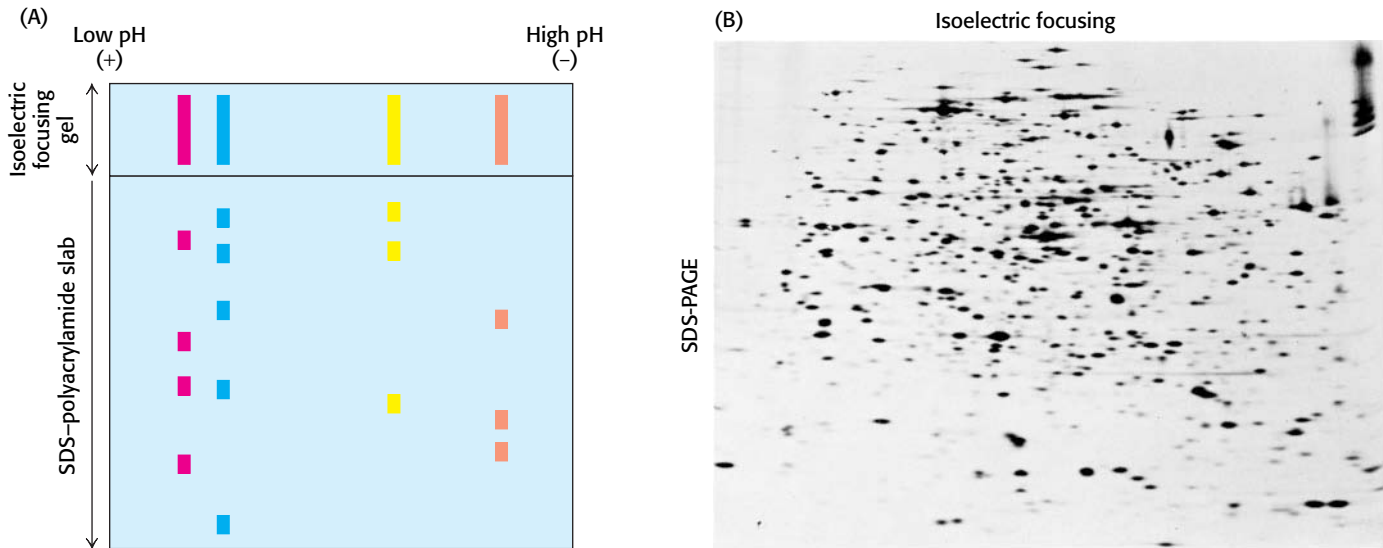 (A)
Low pH
(+)
High pH
(–)
Isoelectric
focusing
gel
SDS–polyacrylamide slab
(B)
Isoelectric focusing
SDS-PAGE